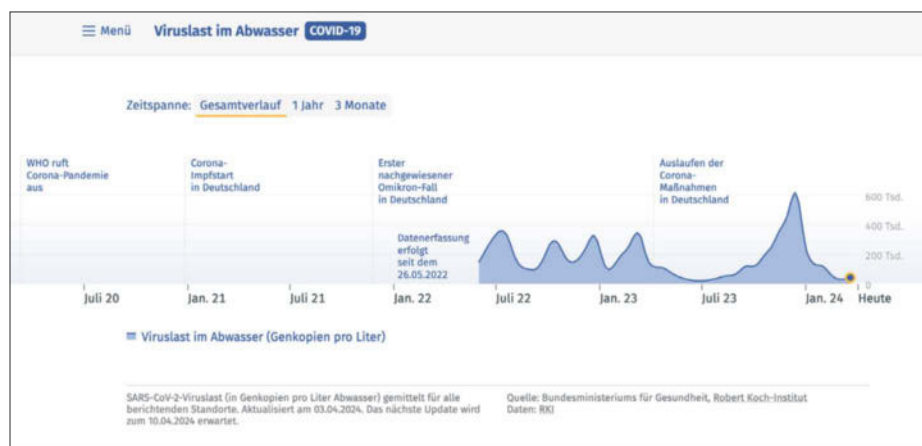 Menü Viruslast im Abwasser COVID-19
Zeitspanne: Gesamtverlauf 1 Jahr 3 Monate
WHO ruft
Corona-Pandemie
aus
Corona-
Impfstart
in Deutschland
Erster
nachgewiesener
Omikron-Fall
in Deutschland
Auslaufen der
Corona-
Maßnahmen
in Deutschland
Datenerfassung
erfolgt
seit dem
26.05.2022
600 Tsd.
400 Tsd.
200 Tsd.
0
Juli 20 Jan. 21 Juli 21 Jan. 22 Juli 22 Jan. 23 Juli 23 Jan. 24 Heute
Viruslast im Abwasser (Genkopien pro Liter)
SARS-CoV-2-Viruslast (in Genkopien pro Liter Abwasser) gemittelt für alle
berichtenden Standorte. Aktualisiert am 03.04.2024. Das nächste Update wird
zum 10.04.2024 erwartet.
Quelle: Bundesministeriums für Gesundheit, Robert Koch-Institut
Daten: RKI